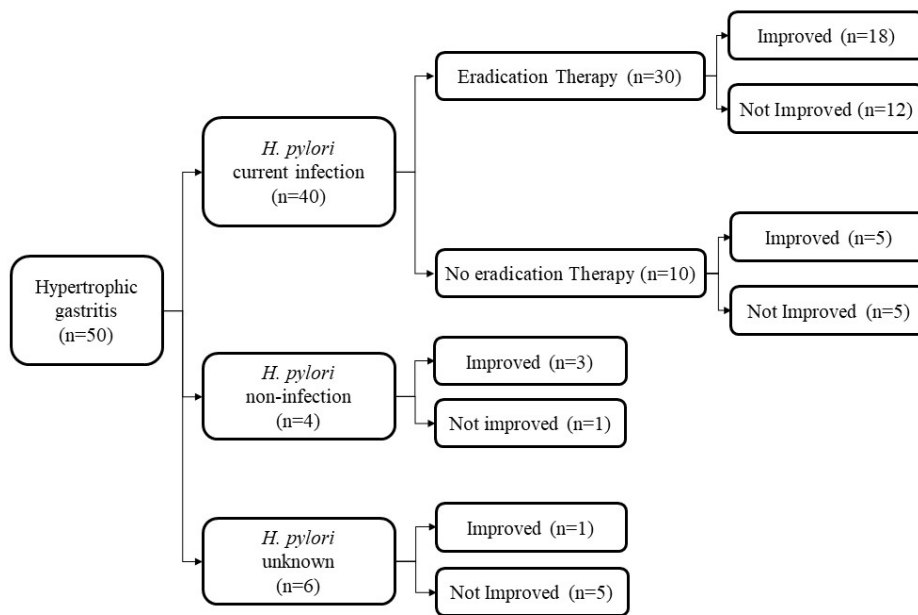 Hypertrophic
gastritis
(n=50)
H. pylori
current infection
(n=40)
Eradication Therapy (n=30)
Improved (n=18)
Not Improved (n=12)
No eradication Therapy (n=10)
Improved (n=5)
Not Improved (n=5)
H. pylori
non-infection
(n=4)
Improved (n=3)
Not improved (n=1)
H. pylori
unknown
(n=6)
Improved (n=1)
Not Improved (n=5)